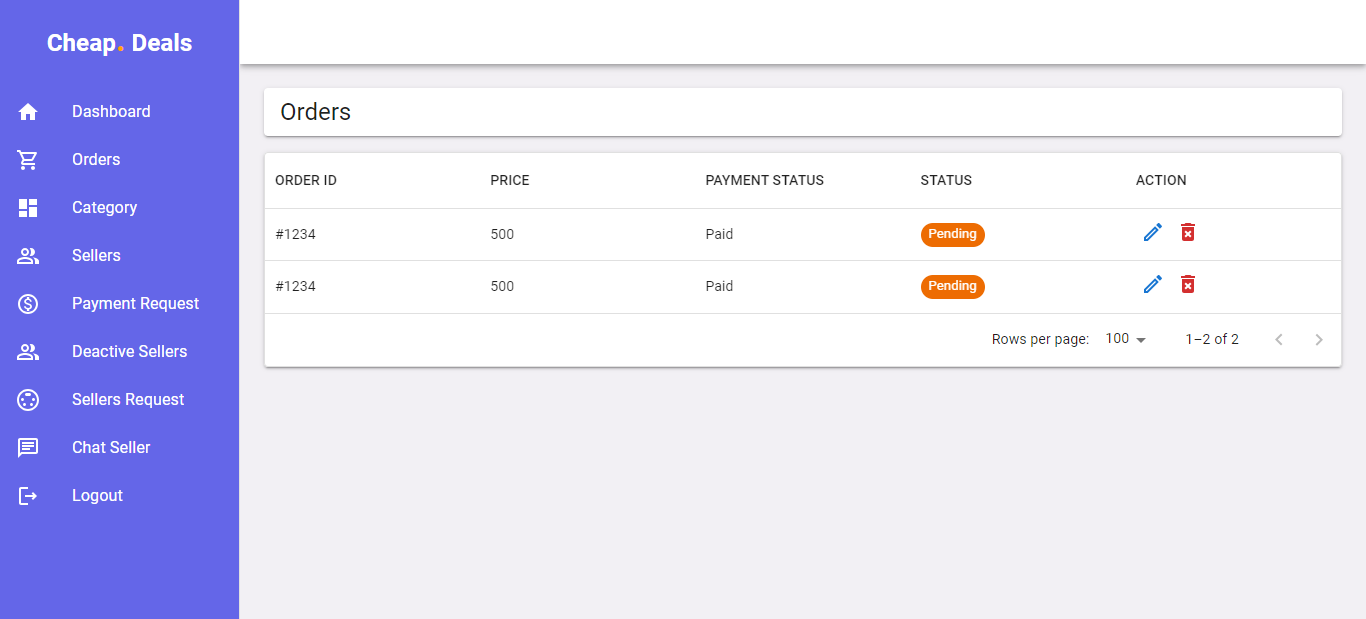 Cheap. Deals
Dashboard
Orders
Category
Sellers
Payment Request
Deactive Sellers
Sellers Request
Chat Seller
Logout
Orders
ORDER ID PRICE PAYMENT STATUS STATUS ACTION
#1234 500 Paid Pending
#1234 500 Paid Pending
Rows per page: 100 1–2 of 2